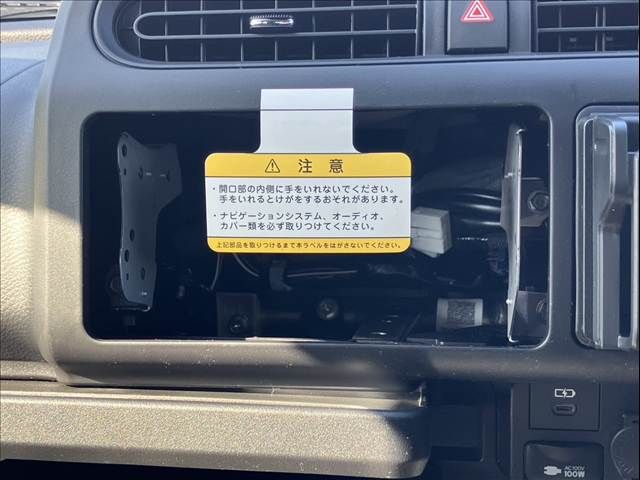 注意
・開口部の内側に手をいれないでください。
手をいれるとけがをするおそれがあります。
・ナビゲーションシステム、オーディオ、
カバー類を必ず取りつけてください。
上記部品を取りつけるまで本ラベルをはがさないでください。
AC100V
100W